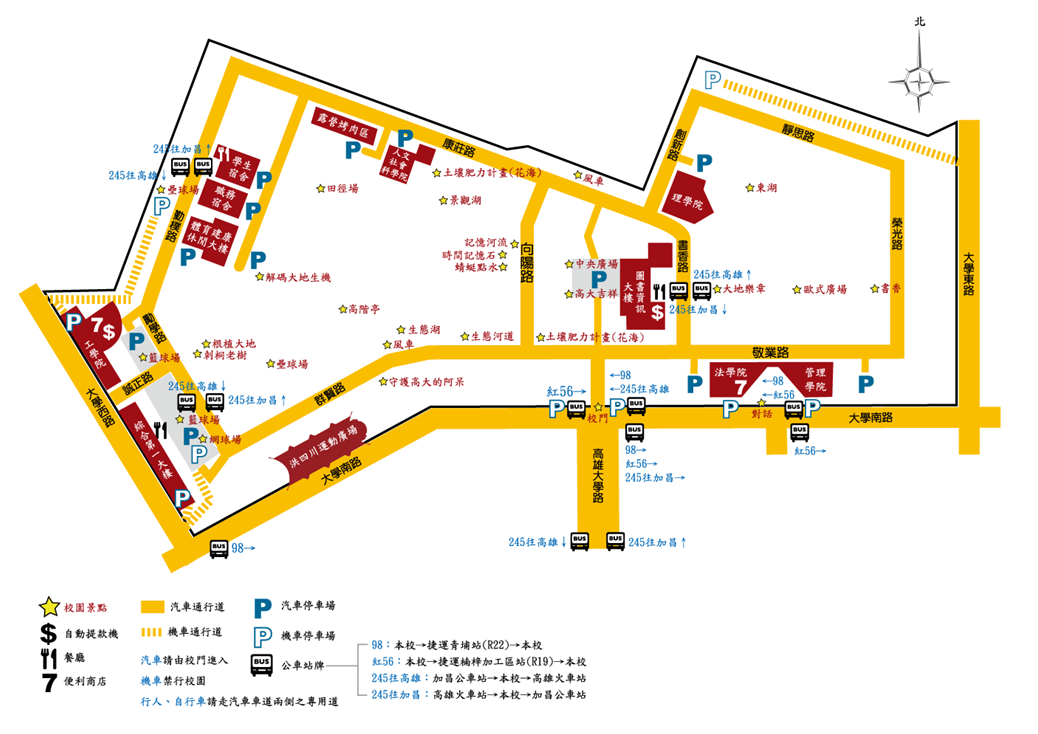 北
P
靜思路
創新路
康莊路
露營烤肉區
P
P
人文
社會
科學院
245往加昌↑
BUS
BUS
245往高雄↓
學生
宿舍
P
壘球場
P
職務
宿舍
P
勤樸路
體育健康
休閒大樓
P
P
田徑場
土壤肥力計畫(花海)
景觀湖
風車
P
理學院
東湖
榮光路
大學東路
記憶河流
時間記憶石
蜻蜓點水
向陽路
中央廣場
P
高大吉祥
圖書資訊
大樓
$
書香路
245往高雄↑
BUS
BUS
245往加昌↓
大地樂章
歐式廣場
書香
解碼大地生機
高階亭
生態湖
風車
生態河道
土壤肥力計畫(花海)
敬業路
P
7
$
工學院
P
勵學路
籃球場
根植大地
刺桐老樹
壘球場
誠正路
大學西路
245往高雄↓
BUS
BUS
245往加昌↑
籃球場
P
網球場
P
綜合第一大樓
P
守護高大的阿呆
群賢路
洪四川運動廣場
大學南路
←98
←245往高雄
紅56→
P
BUS
校門
P
BUS
P
法學院
7
管理
學院
←98
←紅56
P
對話
BUS
P
P
大學南路
BUS
98→
紅56→
245往加昌→
BUS
紅56→
高雄大學路
245往高雄↓
BUS
BUS
245往加昌↑
BUS
98→
校園景點
$ 自動提款機
餐廳
7 便利商店
汽車通行道
機車通行道
汽車請由校門進入
機車禁行校園
行人、自行車請走汽車車道兩側之專用道
P 汽車停車場
P 機車停車場
BUS 公車站牌
98：本校→捷運青埔站(R22)→本校
紅56：本校→捷運楠梓加工區站(R19)→本校
245往高雄：加昌公車站→本校→高雄火車站
245往加昌：高雄火車站→本校→加昌公車站